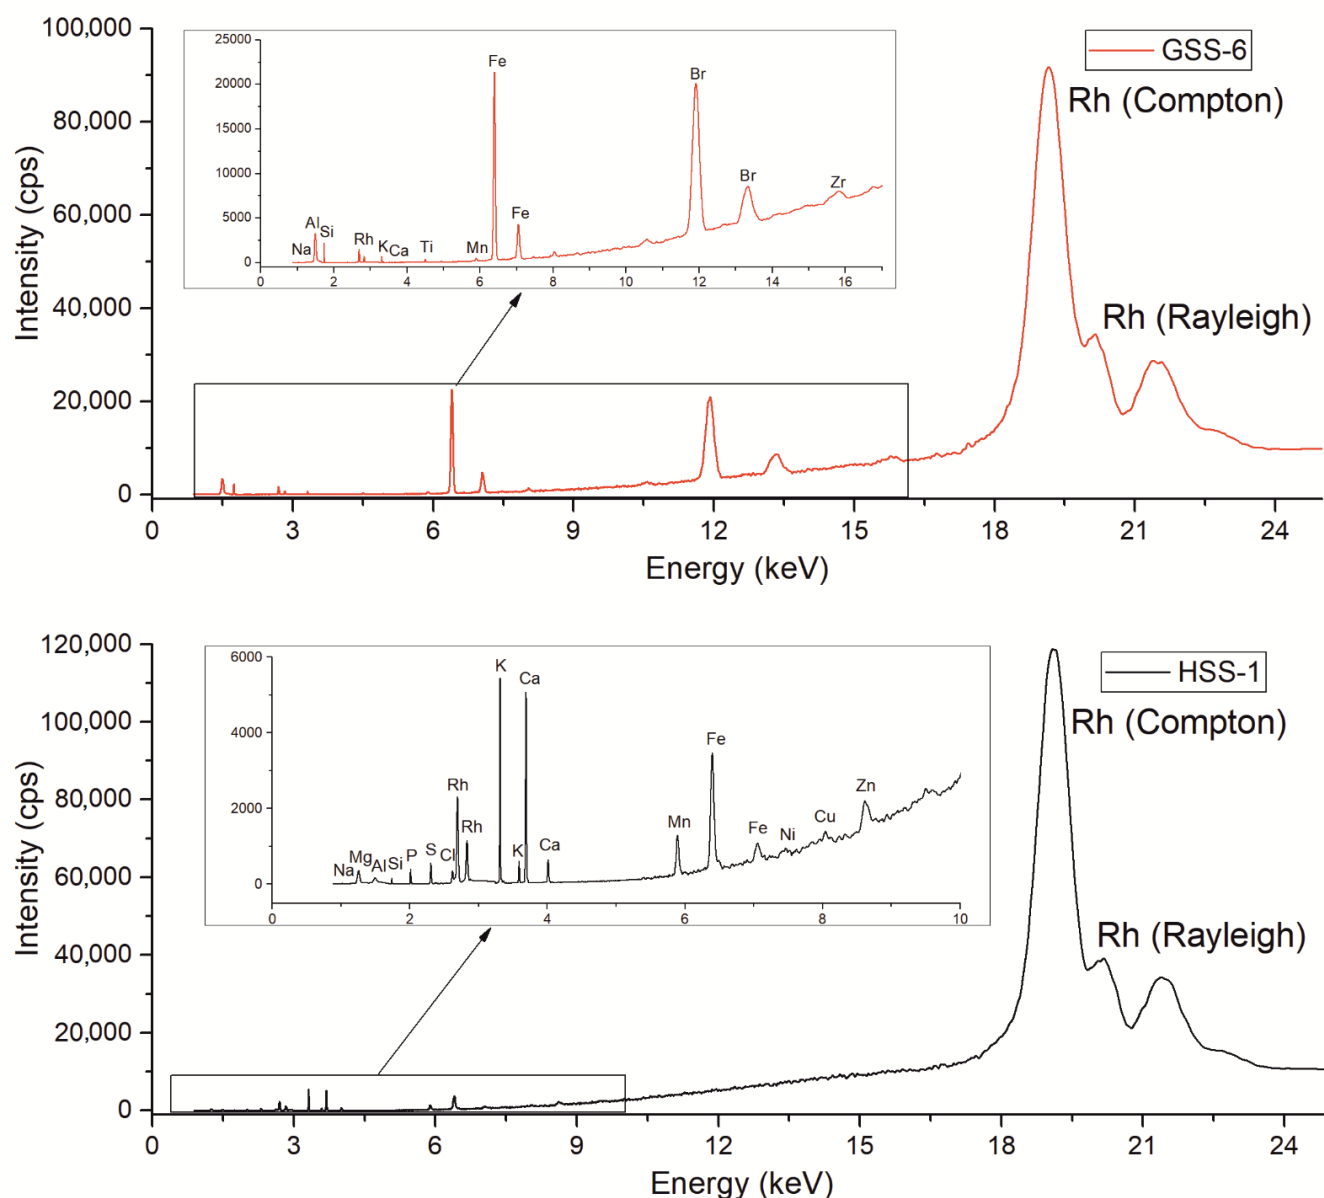 100,000
80,000
60,000
40,000
20,000
0
Intensity (cps)
0 3 6 9 12 15 18 21 24
Energy (keV)
GSS-6
Rh (Compton)
Rh (Rayleigh)
25000
20000
15000
10000
5000
0
0 2 4 6 8 10 12 14 16
Na Al Si Rh K Ca Ti Mn Fe Fe Br Br Zr
120,000
100,000
80,000
60,000
40,000
20,000
0
Intensity (cps)
0 3 6 9 12 15 18 21 24
Energy (keV)
HSS-1
Rh (Compton)
Rh (Rayleigh)
6000
4000
2000
0
0 2 4 6 8 10
Na Mg Al Si P S Cl Rh Rh K K Ca Ca Mn Fe Fe Ni Cu Zn